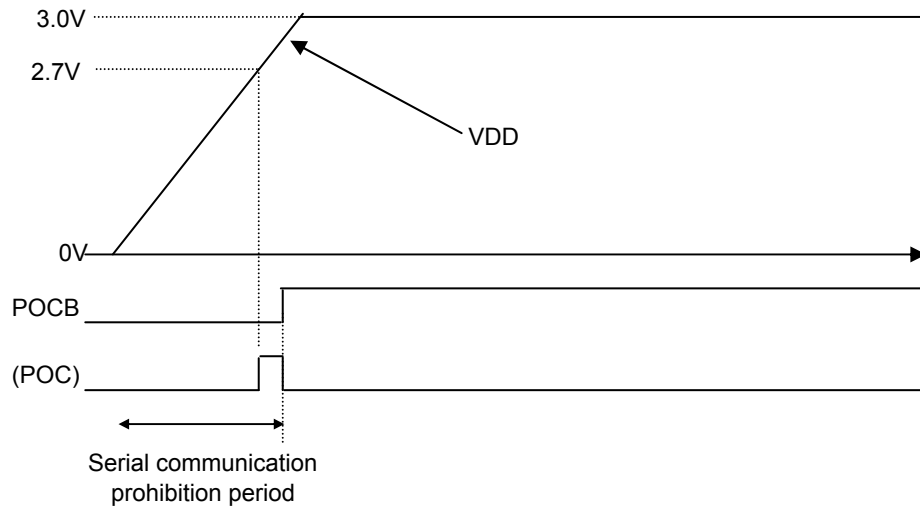 3.0V
2.7V
VDD
0V
POCB
(POC)
Serial communication
prohibition period